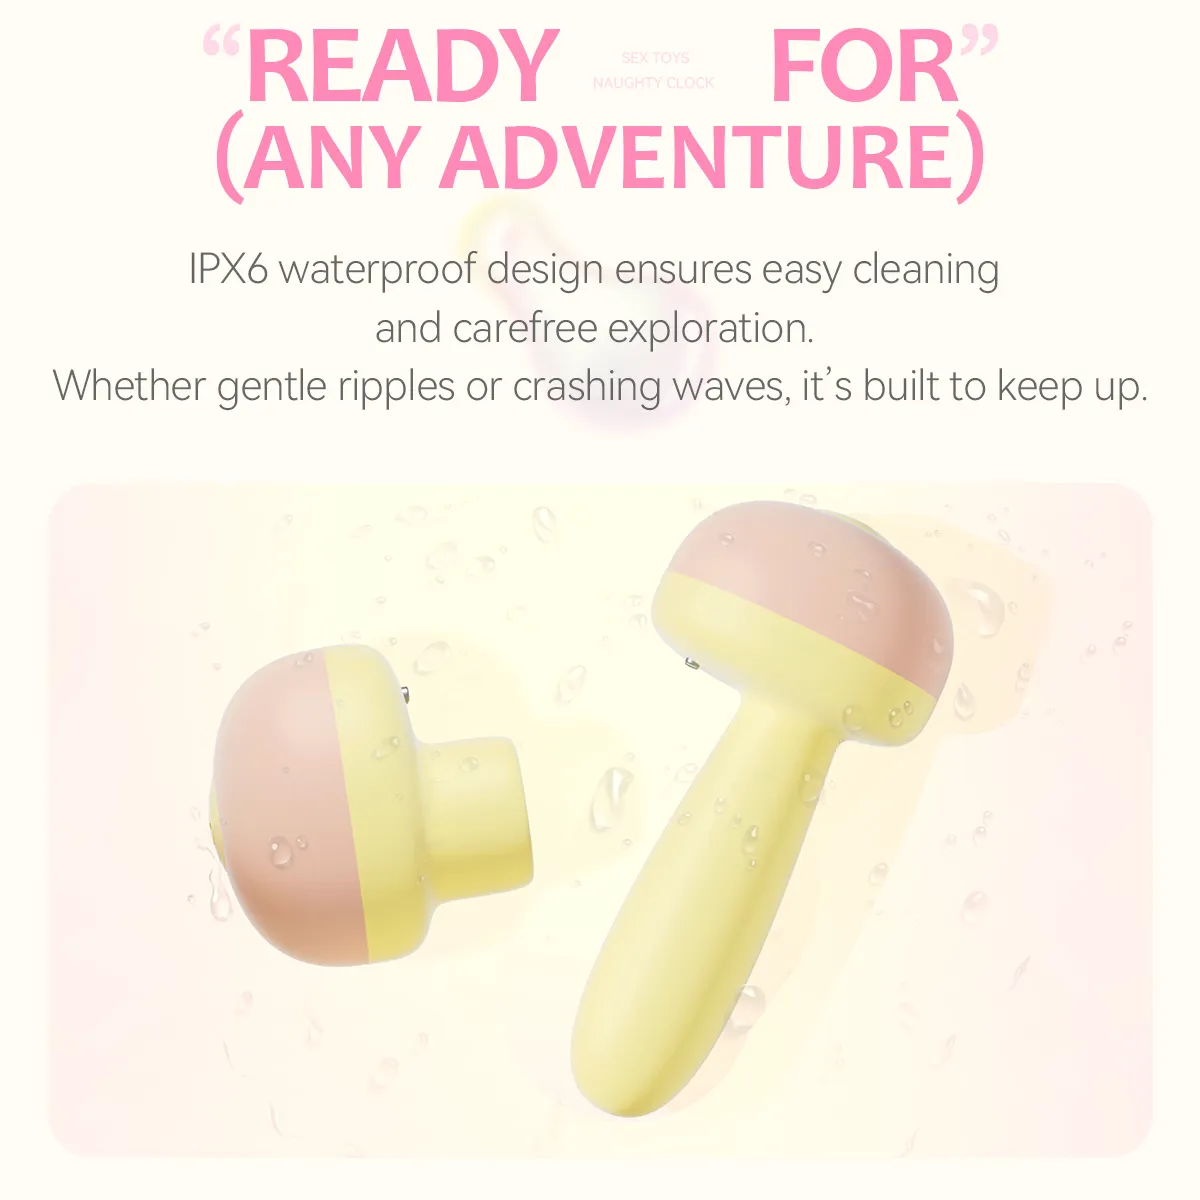 “READY FOR”
SEX TOYS
NAUGHTY CLOCK
(ANY ADVENTURE)
IPX6 waterproof design ensures easy cleaning
and carefree exploration.
Whether gentle ripples or crashing waves, it’s built to keep up.